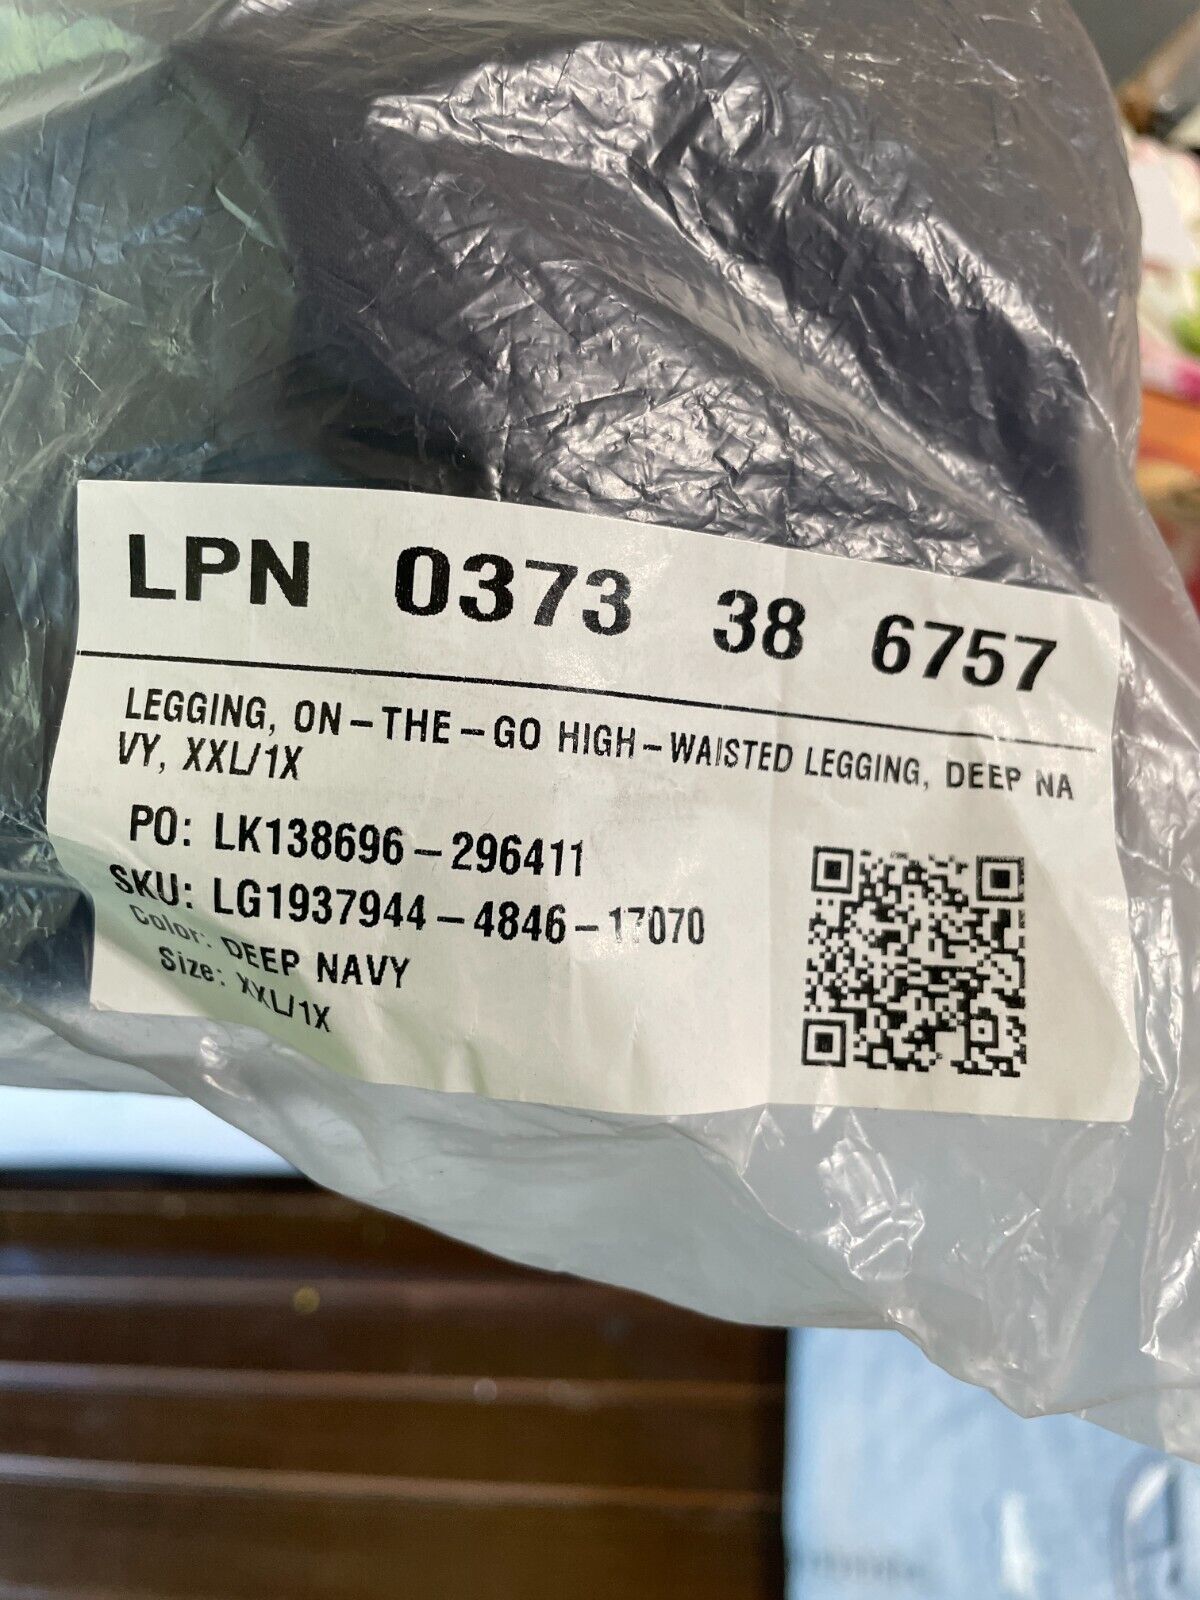 LPN 0373 38 6757
LEGGING, ON-THE-GO HIGH-WAISTED LEGGING, DEEP NA
VY, XXL/1X
PO: LK138696-296411
SKU: LG1937944-4846-17070
Color: DEEP NAVY
Size: XXL/1X